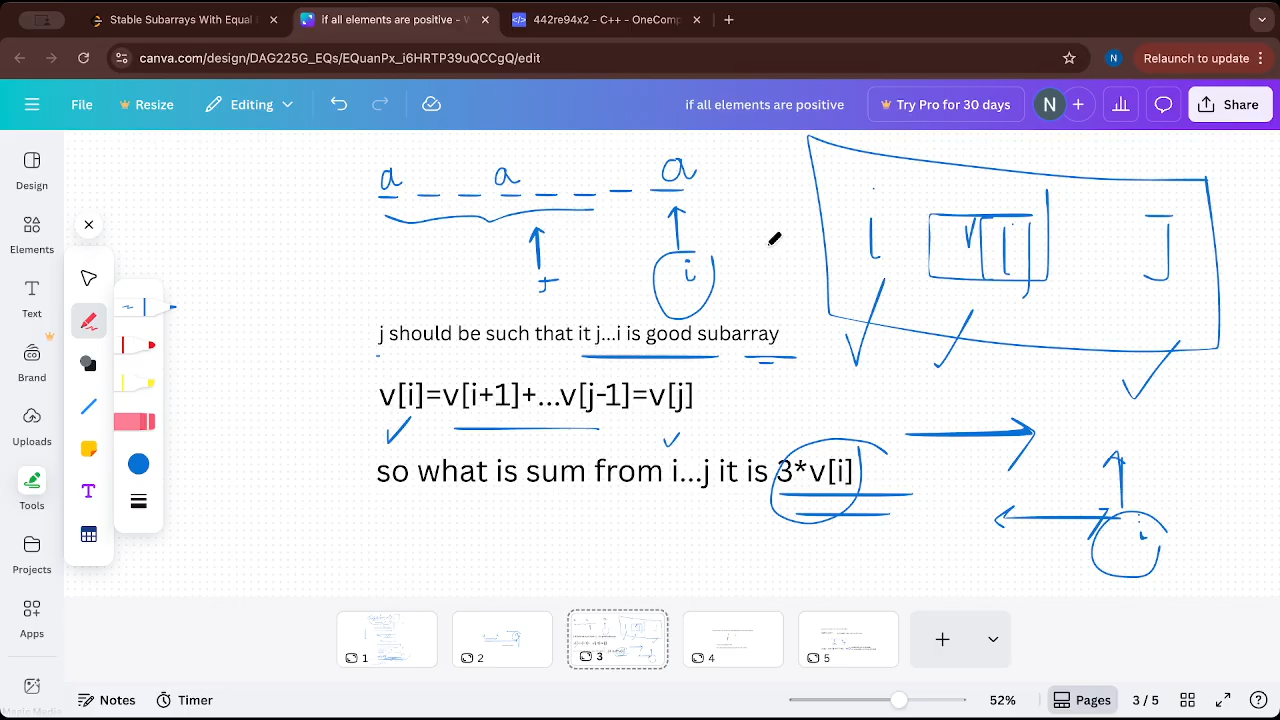 Stable Subarrays With Equal
if all elements are positive - V
442re94x2 - C++ - OneComp
canva.com/design/DAG225G_EQs/EQuanPx_i6HRTP39uQCCgQ/edit
N
Relaunch to update
File
Resize
Editing
if all elements are positive
Try Pro for 30 days
N
Share
Design
Elements
Text
Brand
Uploads
Tools
Projects
Apps
Magic Media
a a a
i
i v[i] j
j should be such that it j...i is good subarray
v[i]=v[i+1]+...v[j-1]=v[j]
so what is sum from i...j it is 3*v[i]
i
1
2
3
4
5
Notes
Timer
52%
Pages
3 / 5